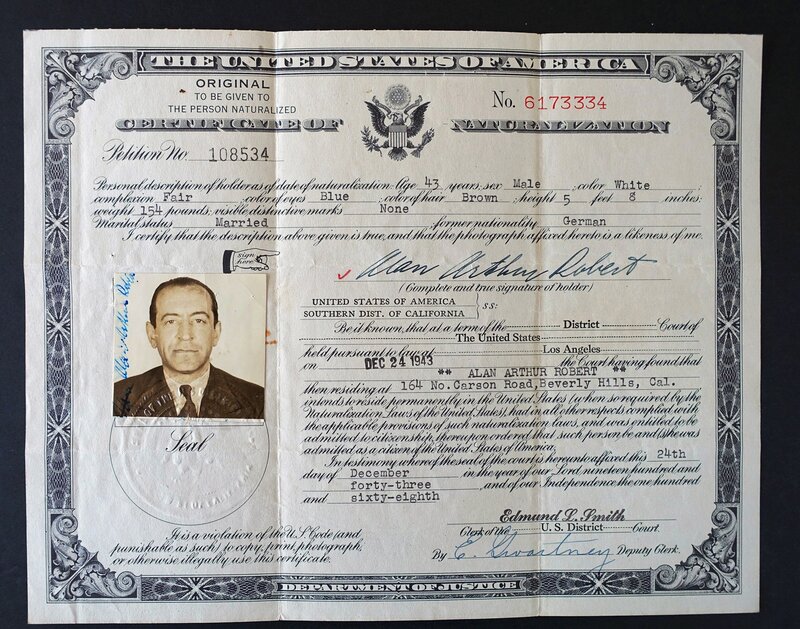 THE UNITED STATES OF AMERICA
ORIGINAL
TO BE GIVEN TO
THE PERSON NATURALIZED
No. 6173334
CERTIFICATE OF NATURALIZATION
Petition No 108534
Personal description of holder as of date of naturalization: Age 43 years, sex Male color White
complexion Fair color of eyes Blue color of hair Brown height 5 feet 8 inches;
weight 154 pounds; visible distinctive marks None
Marital status Married former nationality German
I certify that the description above given is true, and that the photograph affixed hereto is a likeness of me.
sign here
Alan Arthur Robert
(Complete and true signature of holder)
Alan Arthur Robert
UNITED STATES OF AMERICA
SOUTHERN DIST. OF CALIFORNIA
ss:
Be it known, that at a term of the District Court of
The United States
held pursuant to law at Los Angeles
on DEC 24 1943 the Court having found that
** ALAN ARTHUR ROBERT **
then residing at 164 No. Carson Road, Beverly Hills, Cal.
intends to reside permanently in the United States (when so required by the
Naturalization Laws of the United States), had in all other respects complied with
the applicable provisions of such naturalization laws, and was entitled to be
admitted to citizenship, thereupon ordered that such person be and (s)he was
admitted as a citizen of the United States of America.
In testimony whereof the seal of the court is hereunto affixed this 24th
day of December in the year of our Lord nineteen hundred and
forty-three and of our Independence the one hundred
and sixty-eighth
Seal
Edmund L. Smith
Clerk of the U. S. District Court.
By E. Deputy Clerk.
It is a violation of the U. S. Code (and
punishable as such) to copy, print, photograph,
or otherwise illegally use this certificate.
DEPARTMENT OF JUSTICE